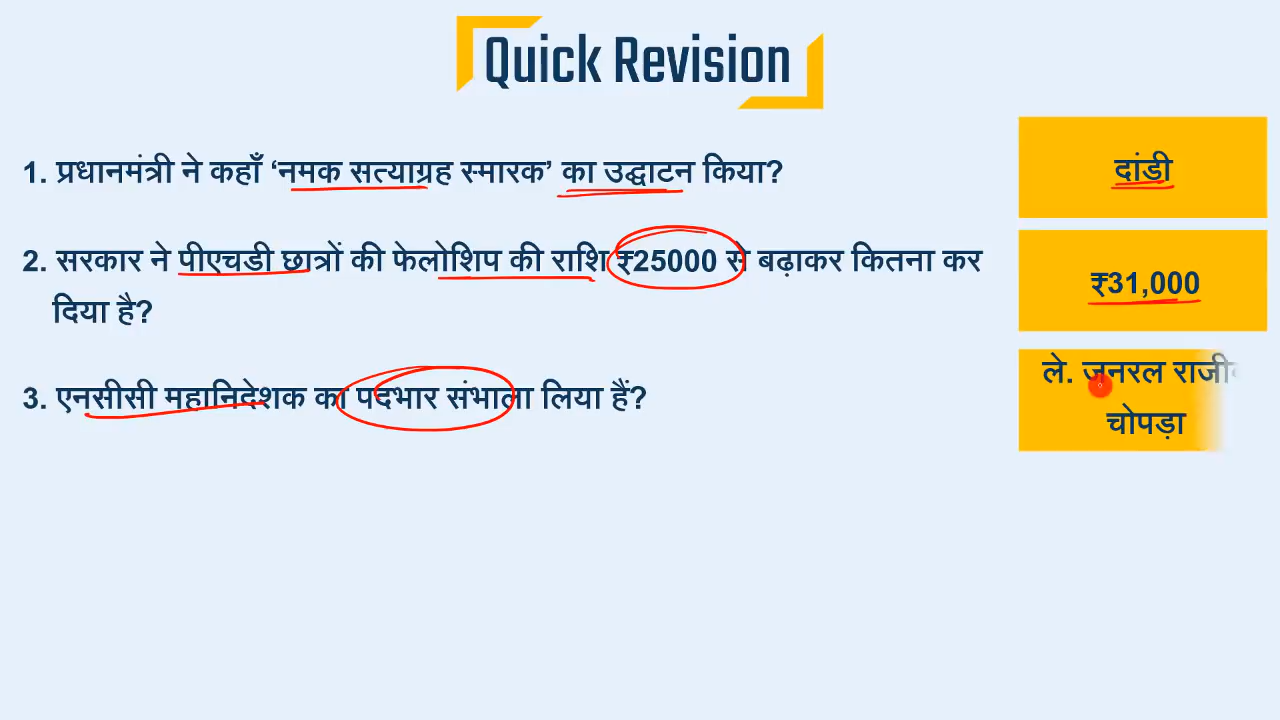 Quick Revision
1. प्रधानमंत्री ने कहाँ ‘नमक सत्याग्रह स्मारक’ का उद्घाटन किया?
दांडी
2. सरकार ने पीएचडी छात्रों की फेलोशिप की राशि ₹25000 से बढ़ाकर कितना कर
दिया है?
₹31,000
3. एनसीसी महानिदेशक का पदभार संभाला लिया हैं?
ले. जनरल राजीव
चोपड़ा